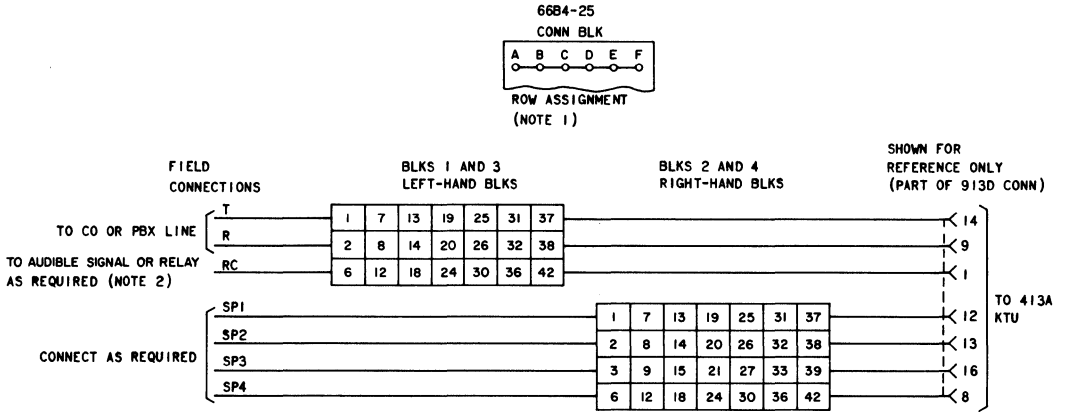 66B4-25
CONN BLK
A B C D E F
ROW ASSIGNMENT
(NOTE 1)
FIELD
CONNECTIONS
BLKS 1 AND 3
LEFT-HAND BLKS
BLKS 2 AND 4
RIGHT-HAND BLKS
SHOWN FOR
REFERENCE ONLY
(PART OF 913D CONN)
TO CO OR PBX LINE
T
1 7 13 19 25 31 37
14
R
2 8 14 20 26 32 38
9
TO AUDIBLE SIGNAL OR RELAY
AS REQUIRED (NOTE 2)
RC
6 12 18 24 30 36 42
1
TO 413A
KTU
CONNECT AS REQUIRED
SP1
1 7 13 19 25 31 37
12
SP2
2 8 14 20 26 32 38
13
SP3
3 9 15 21 27 33 39
16
SP4
6 12 18 24 30 36 42
8